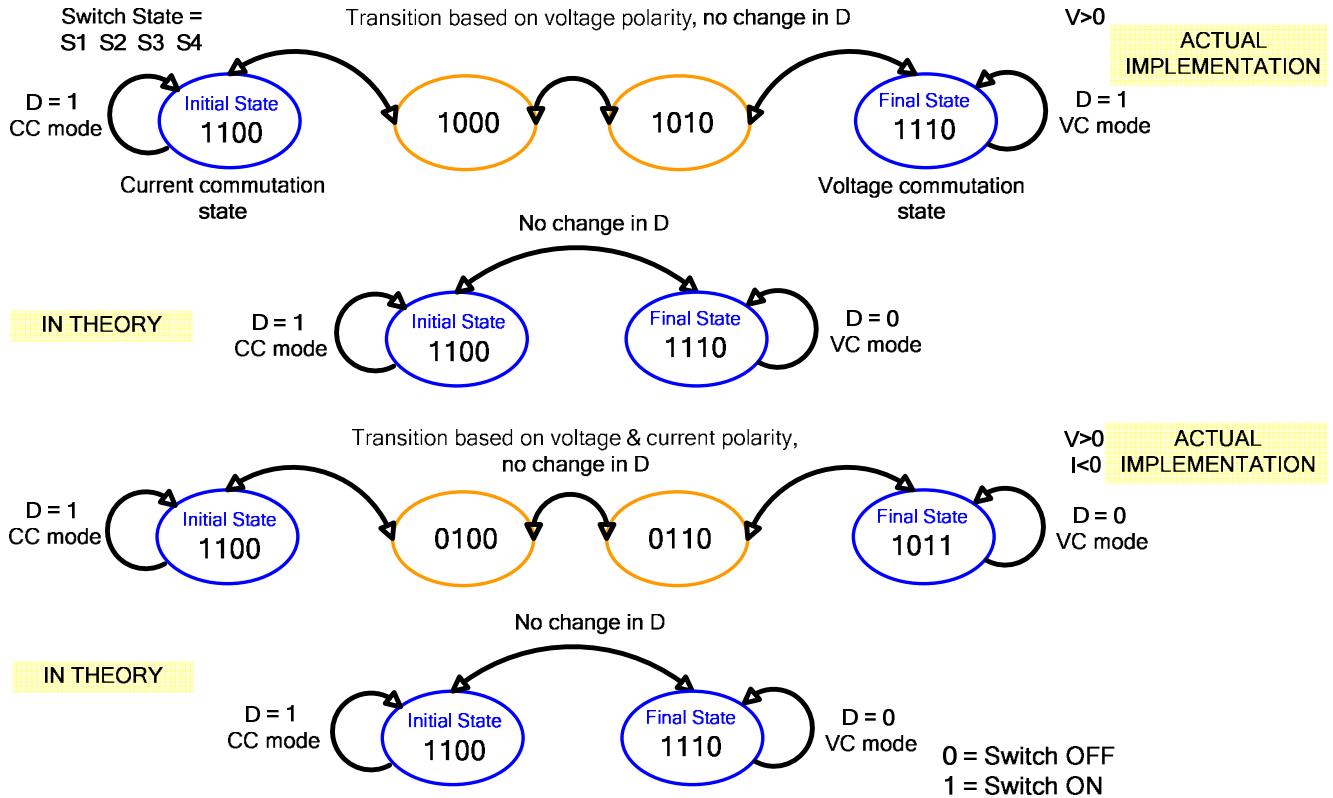 Switch State =
S1 S2 S3 S4
Transition based on voltage polarity, no change in D
V>0
ACTUAL
IMPLEMENTATION
D = 1
CC mode
Initial State
1100
1000
1010
Final State
1110
D = 1
VC mode
Current commutation
state
Voltage commutation
state
No change in D
IN THEORY
D = 1
CC mode
Initial State
1100
Final State
1110
D = 0
VC mode
Transition based on voltage & current polarity,
no change in D
V>0
I<0
ACTUAL
IMPLEMENTATION
D = 1
CC mode
Initial State
1100
0100
0110
Final State
1011
D = 0
VC mode
No change in D
IN THEORY
D = 1
CC mode
Initial State
1100
Final State
1110
D = 0
VC mode
0 = Switch OFF
1 = Switch ON